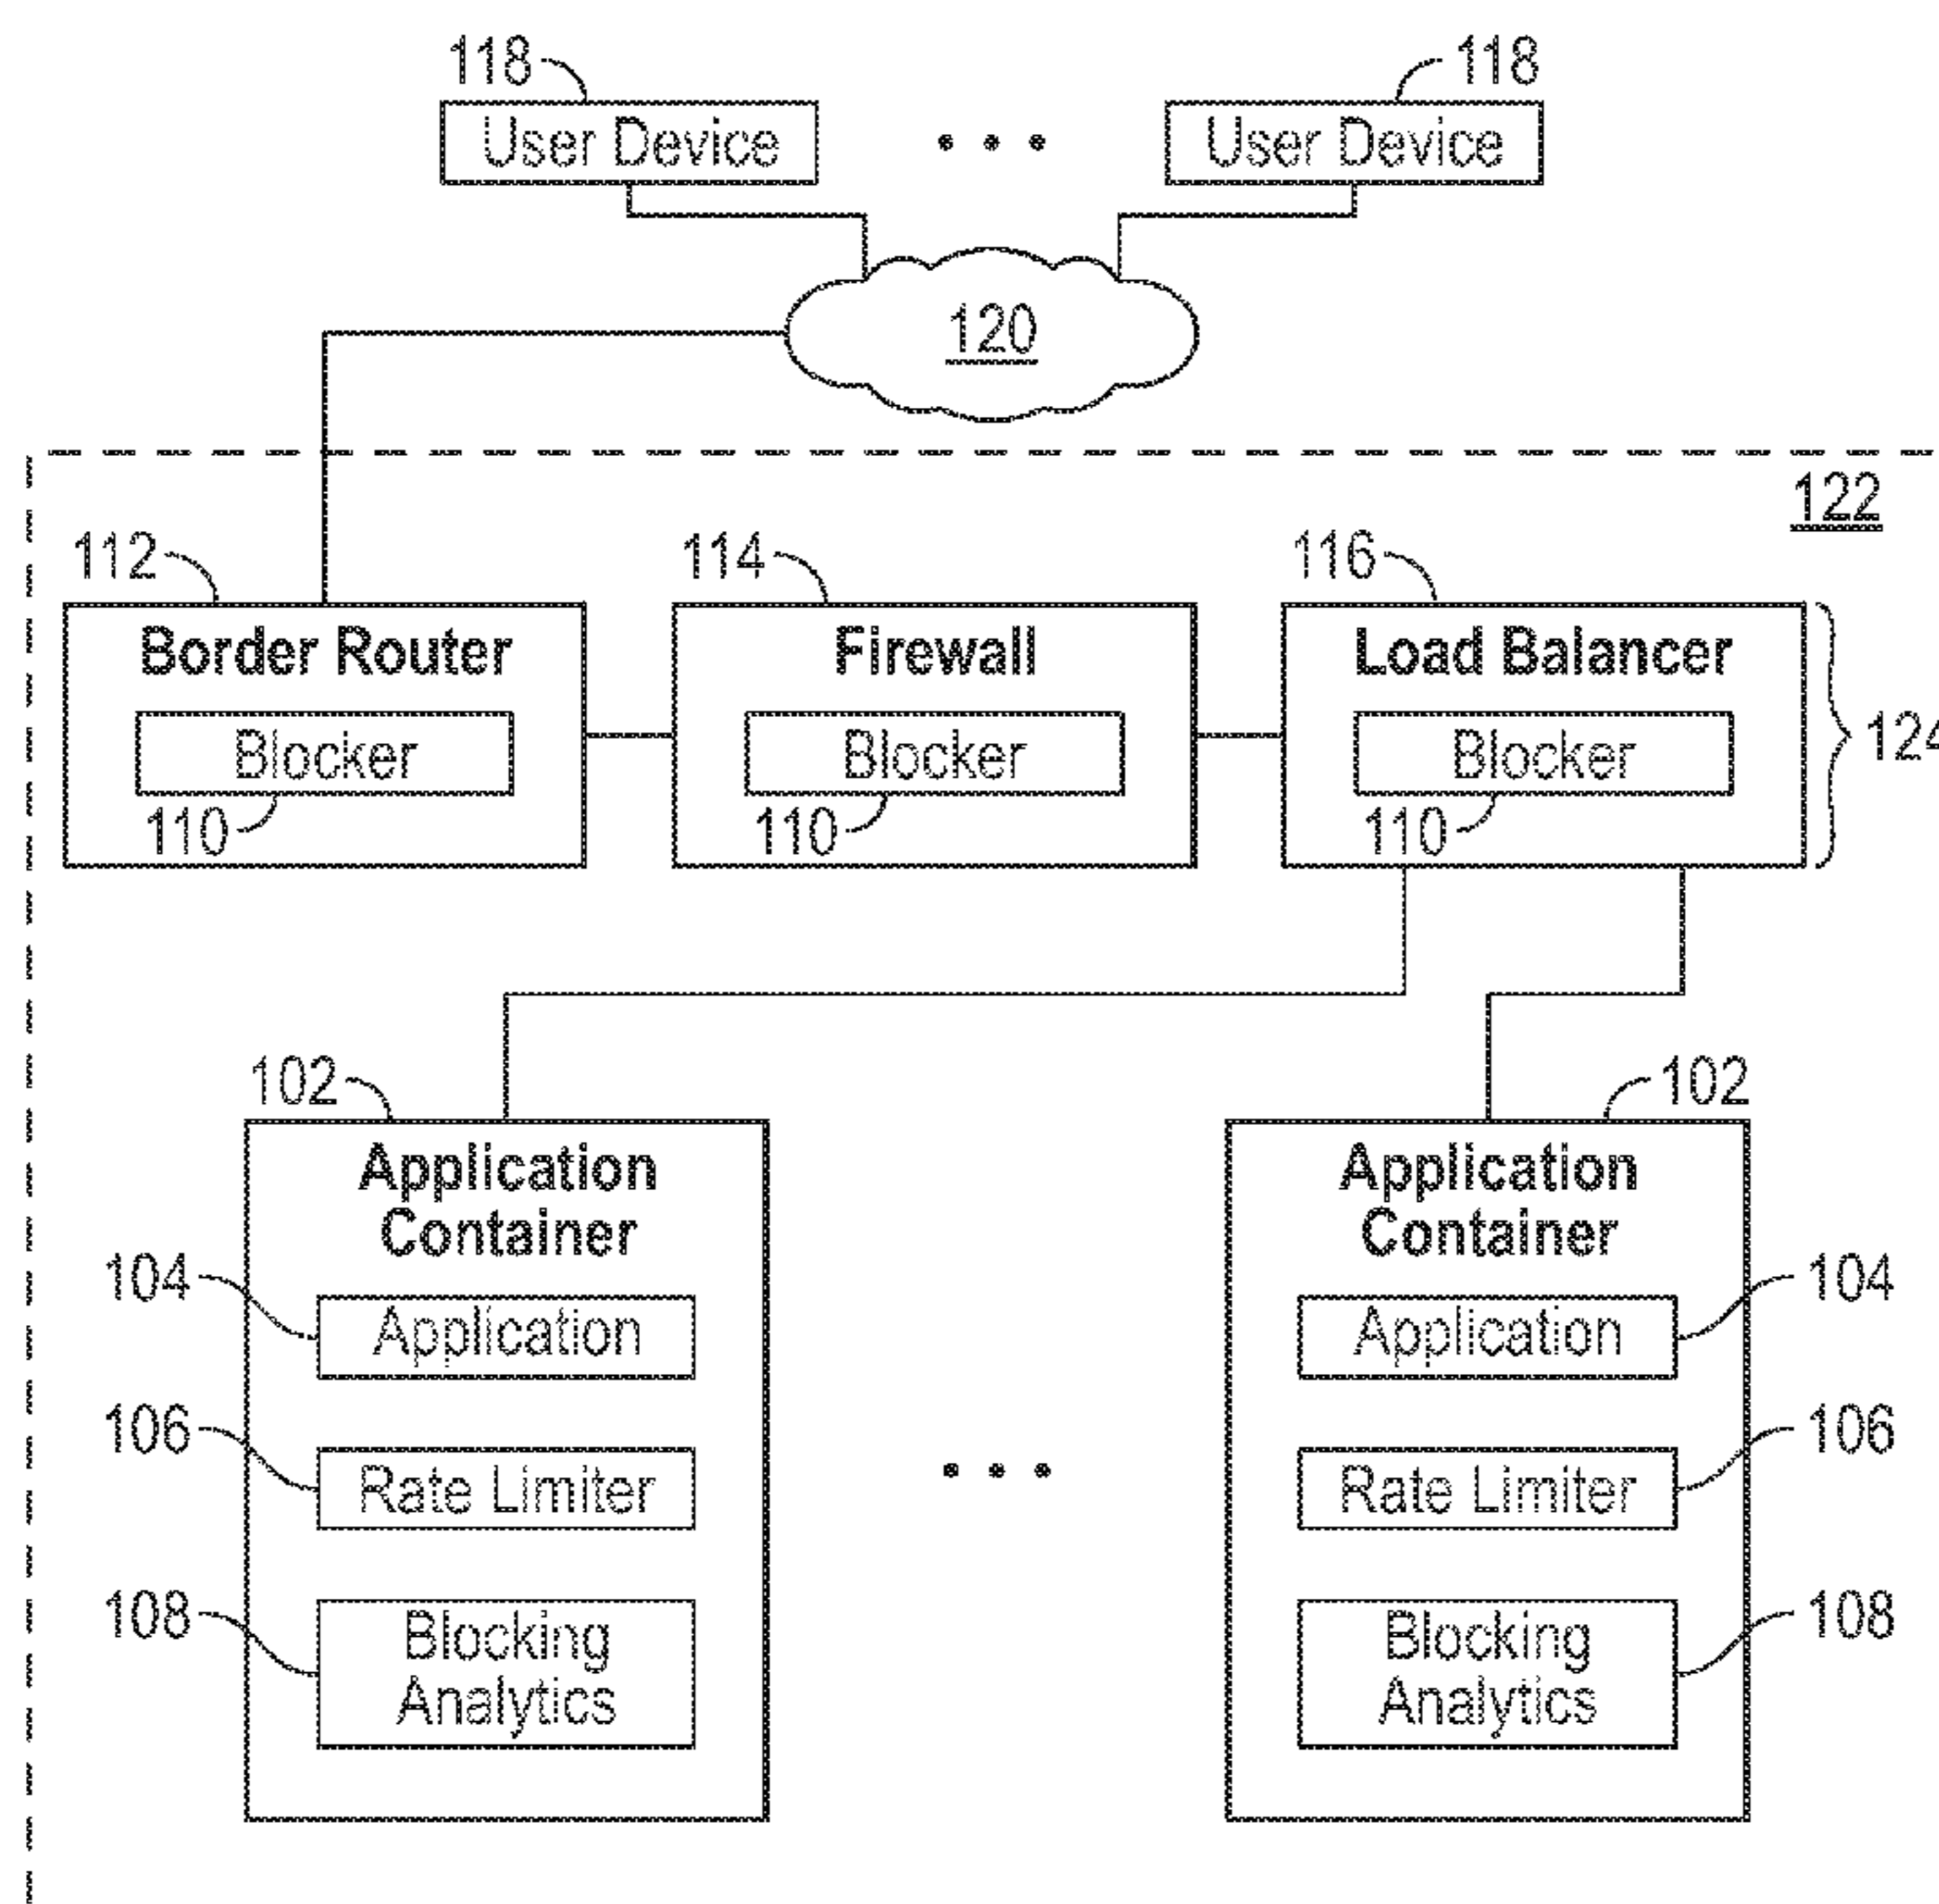 118 118
User Device ••• User Device
120
122
112 114 116
Border Router Firewall Load Balancer
Blocker Blocker Blocker 124
110 110 110
102 102
Application Application
Container Container
104 104
Application Application
106 106
Rate Limiter ••• Rate Limiter
108 108
Blocking Blocking
Analytics Analytics